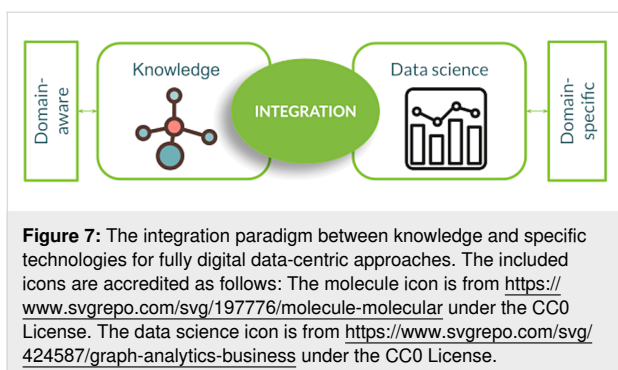 Domain-
aware
Knowledge
INTEGRATION
Data science
Domain-
specific
Figure 7: The integration paradigm between knowledge and specific
technologies for fully digital data-centric approaches. The included
icons are accredited as follows: The molecule icon is from https://
www.svgrepo.com/svg/197776/molecule-molecular under the CC0
License. The data science icon is from https://www.svgrepo.com/svg/
424587/graph-analytics-business under the CC0 License.